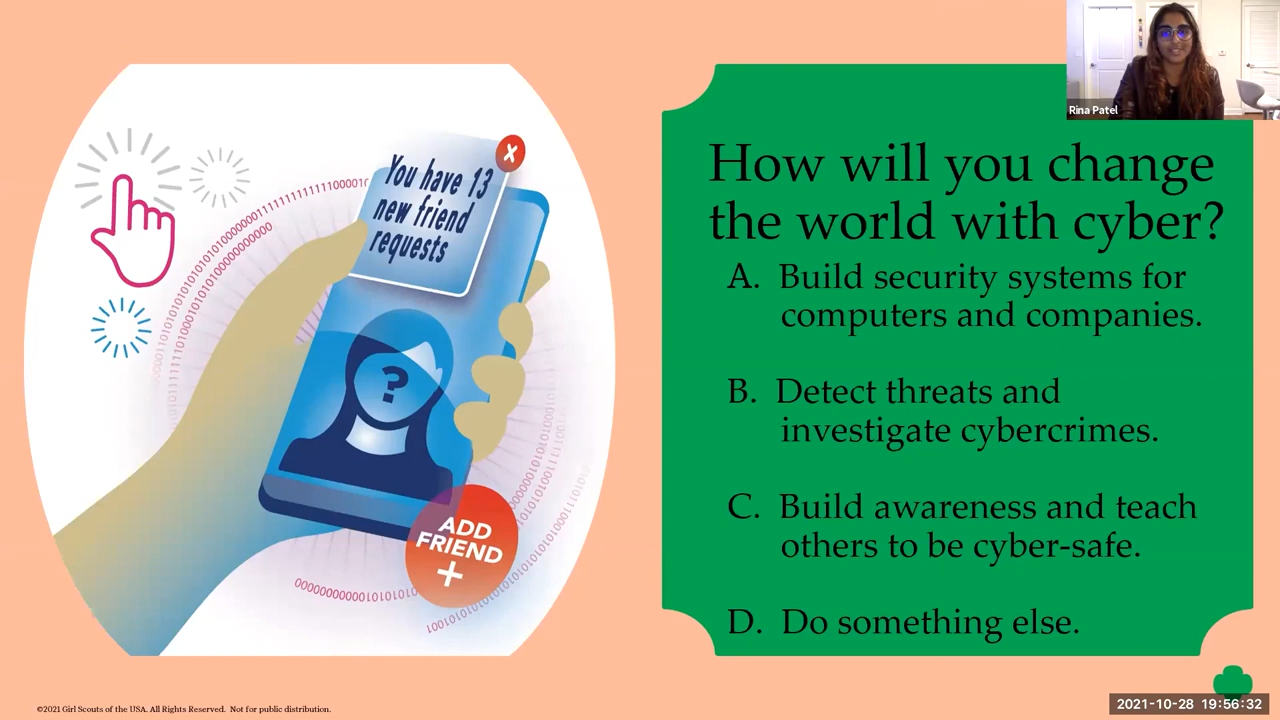 You have 13
new friend
requests
X
?
ADD
FRIEND
+
Rina Patel
How will you change
the world with cyber?
A. Build security systems for
computers and companies.
B. Detect threats and
investigate cybercrimes.
C. Build awareness and teach
others to be cyber-safe.
D. Do something else.
©2021 Girl Scouts of the USA. All Rights Reserved. Not for public distribution.
2021-10-28 19:56:32